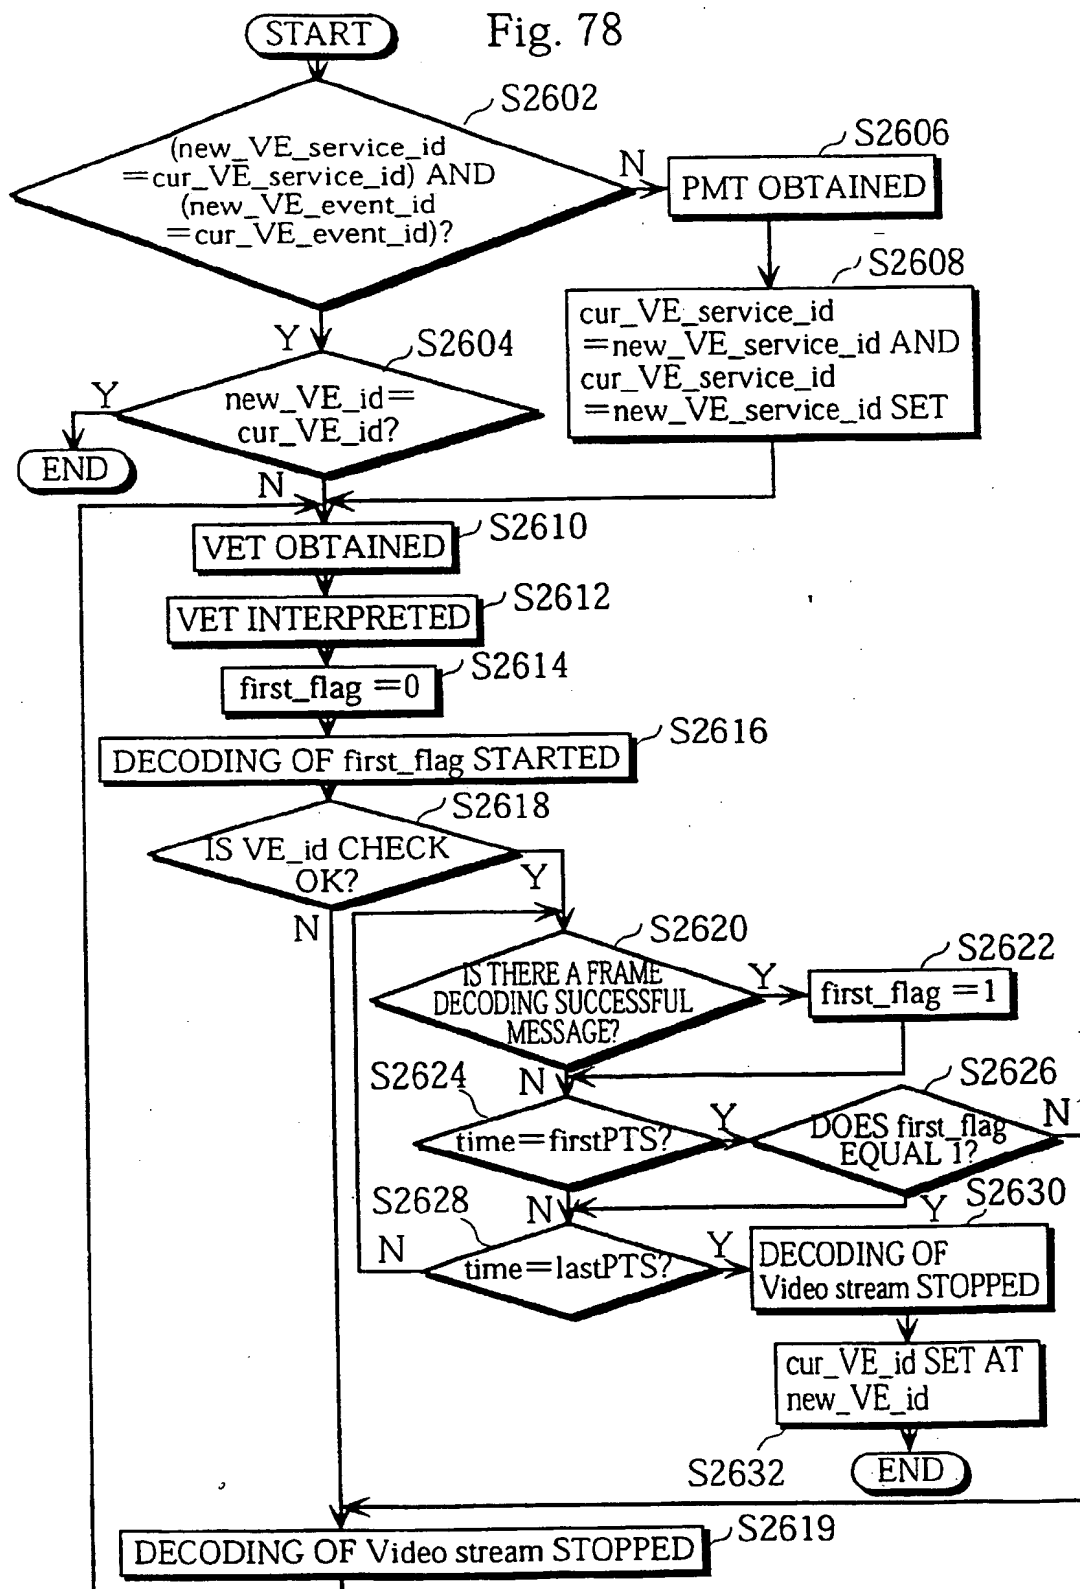 START
Fig. 78
S2602
(new_VE_service_id
=cur_VE_service_id) AND
(new_VE_event_id
=cur_VE_event_id)?
N
S2606
PMT OBTAINED
S2608
cur_VE_service_id
=new_VE_service_id AND
cur_VE_service_id
=new_VE_service_id SET
Y
S2604
new_VE_id=
cur_VE_id?
Y
END
N
S2610
VET OBTAINED
S2612
VET INTERPRETED
S2614
first_flag=0
S2616
DECODING OF first_flag STARTED
S2618
IS VE_id CHECK
OK?
Y
N
S2620
IS THERE A FRAME
DECODING SUCCESSFUL
MESSAGE?
Y
S2622
first_flag=1
N
S2624
time=firstPTS?
Y
S2626
DOES first_flag
EQUAL 1?
N
Y
N
S2628
time=lastPTS?
N
Y
S2630
DECODING OF
Video stream STOPPED
cur_VE_id SET AT
new_VE_id
S2632
END
S2619
DECODING OF Video stream STOPPED